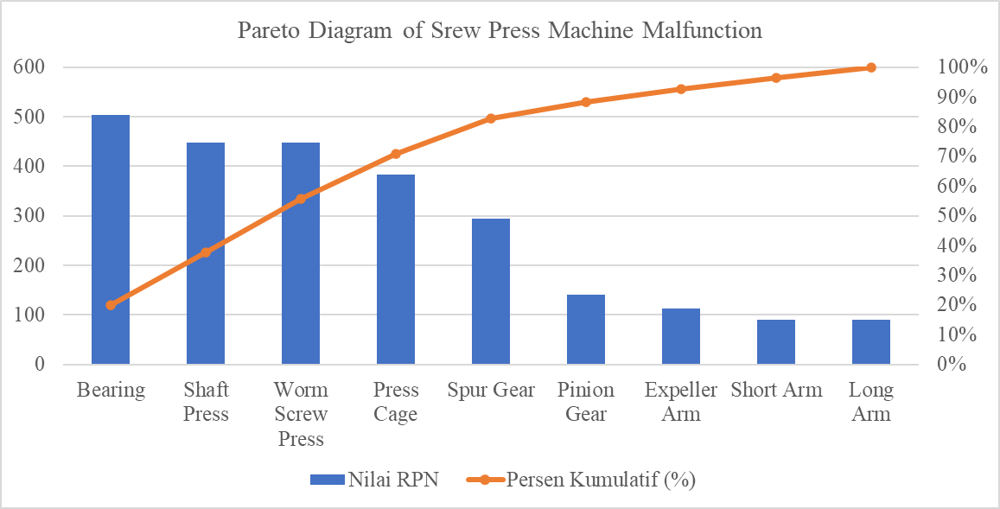 Pareto Diagram of Srew Press Machine Malfunction
600
500
400
300
200
100
0
100%
90%
80%
70%
60%
50%
40%
30%
20%
10%
0%
Bearing
Shaft
Press
Worm
Screw
Press
Press
Cage
Spur Gear
Pinion
Gear
Expeller
Arm
Short Arm
Long
Arm
Nilai RPN
Persen Kumulatif (%)